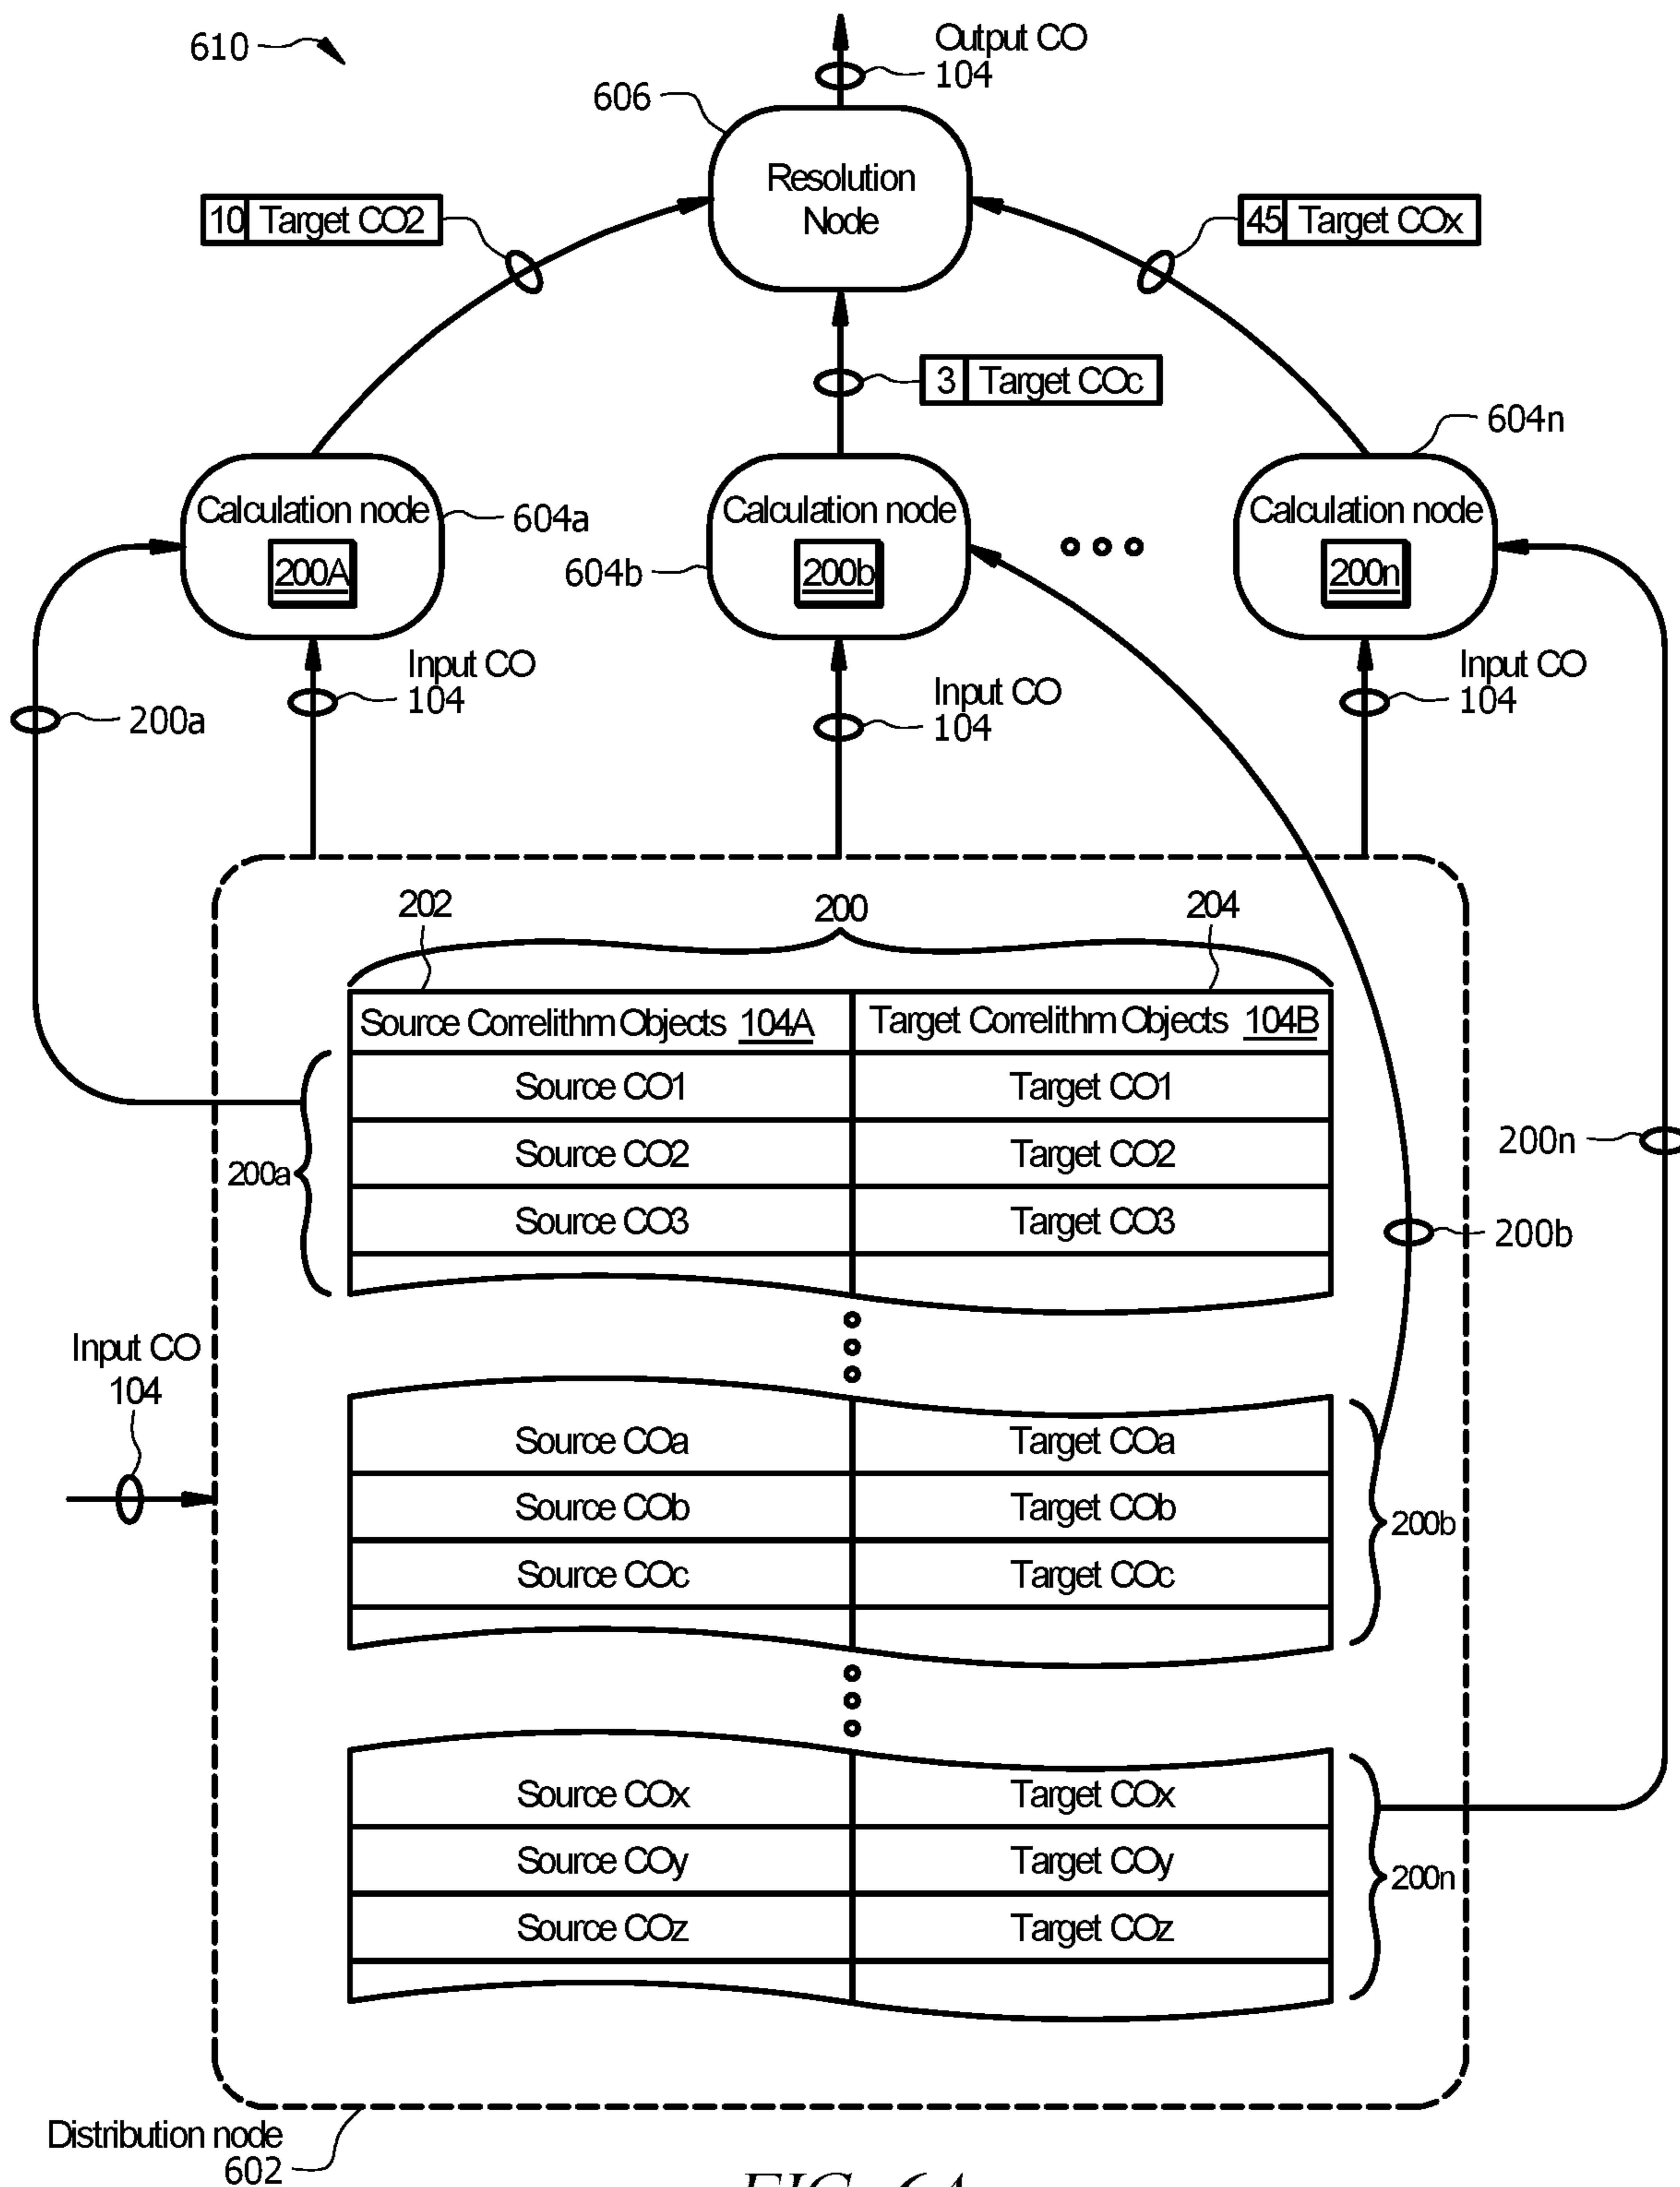 610
Output CO
104
606
Resolution
Node
10 Target CO2
45 Target COx
3 Target COc
604n
Calculation node
200A
604a
Calculation node
200b
604b
Calculation node
200n
Input CO
104
Input CO
104
Input CO
104
200a
202
200
204
Source Correlithm Objects 104A Target Correlithm Objects 104B
Source CO1 Target CO1
Source CO2 Target CO2
Source CO3 Target CO3
200a
200n
200b
Input CO
104
Source COa Target COa
Source COb Target COb
Source COc Target COc
200b
Source COx Target COx
Source COy Target COy
Source COz Target COz
200n
Distribution node
602